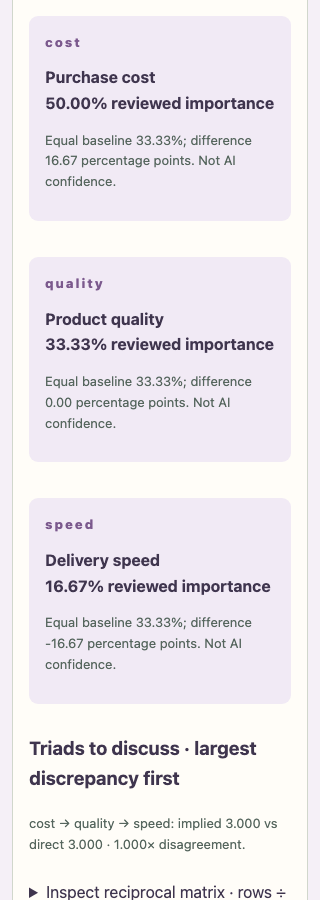 cost
Purchase cost
50.00% reviewed importance
Equal baseline 33.33%; difference
16.67 percentage points. Not AI
confidence.
quality
Product quality
33.33% reviewed importance
Equal baseline 33.33%; difference
0.00 percentage points. Not AI
confidence.
speed
Delivery speed
16.67% reviewed importance
Equal baseline 33.33%; difference
-16.67 percentage points. Not AI
confidence.
Triads to discuss · largest
discrepancy first
cost → quality → speed: implied 3.000 vs
direct 3.000 · 1.000× disagreement.
▶ Inspect reciprocal matrix · rows ÷